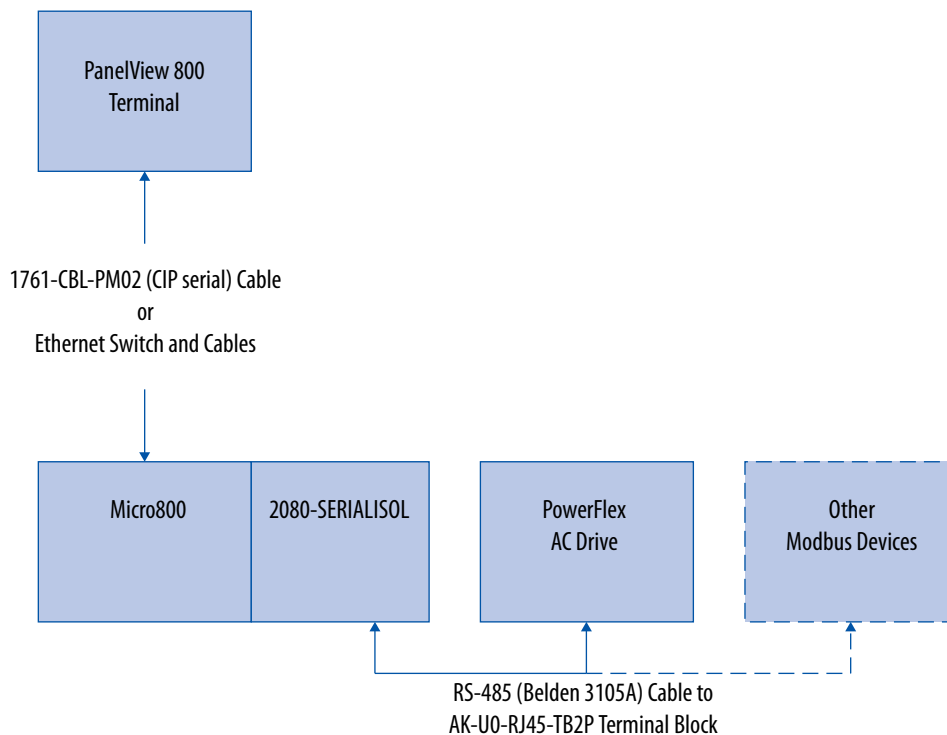 PanelView 800
Terminal
1761-CBL-PM02 (CIP serial) Cable
or
Ethernet Switch and Cables
Micro800
2080-SERIALISOL
PowerFlex
AC Drive
Other
Modbus Devices
RS-485 (Belden 3105A) Cable to
AK-U0-RJ45-TB2P Terminal Block